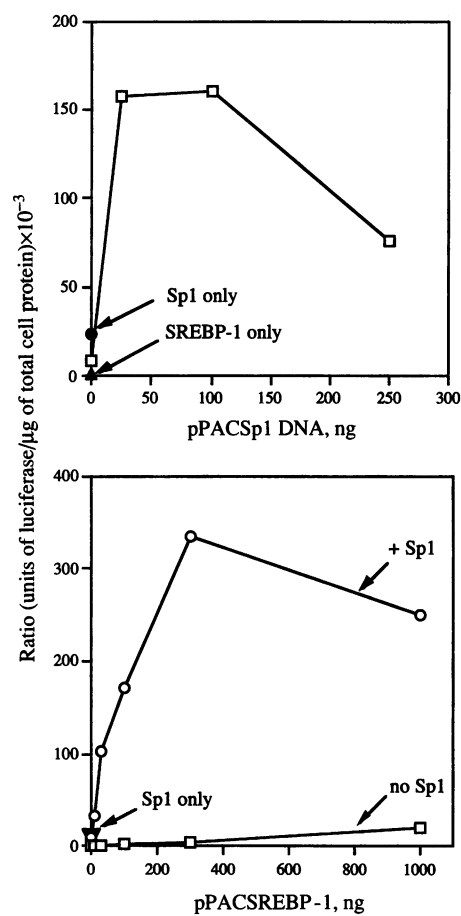 Ratio (units of luciferase/µg of total cell protein)×10⁻³
200
150
100
50
0
Sp1 only
SREBP-1 only
0 50 100 150 200 250 300
pPACSp1 DNA, ng
400
300
200
100
0
+ Sp1
Sp1 only
no Sp1
0 200 400 600 800 1000
pPACSREBP-1, ng